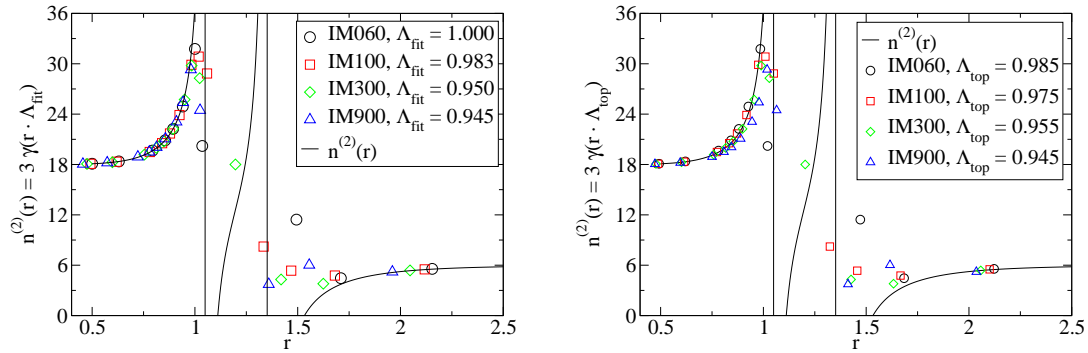 n^(2)(r) = 3 γ(r · Λ_fit)
36
30
24
18
12
6
0
0.5
1
1.5
2
2.5
r
IM060, Λ_fit = 1.000
IM100, Λ_fit = 0.983
IM300, Λ_fit = 0.950
IM900, Λ_fit = 0.945
n^(2)(r)
n^(2)(r) = 3 γ(r · Λ_top)
36
30
24
18
12
6
0
0.5
1
1.5
2
2.5
r
n^(2)(r)
IM060, Λ_top = 0.985
IM100, Λ_top = 0.975
IM300, Λ_top = 0.955
IM900, Λ_top = 0.945